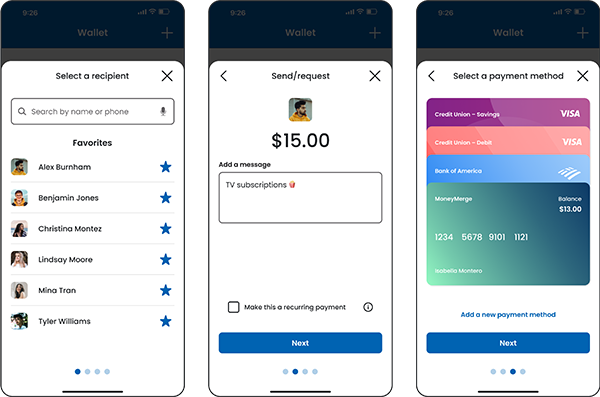 9:26
Wallet
Select a recipient
Search by name or phone
Favorites
Alex Burnham
Benjamin Jones
Christina Montez
Lindsay Moore
Mina Tran
Tyler Williams
9:26
Wallet
Send/request
$15.00
Add a message
TV subscriptions 🍿
Make this a recurring payment
Next
9:26
Wallet
Select a payment method
Credit Union – Savings VISA
Credit Union – Debit VISA
Bank of America
MoneyMerge Balance
$13.00
1234 5678 9101 1121
Isabella Montero
Add a new payment method
Next